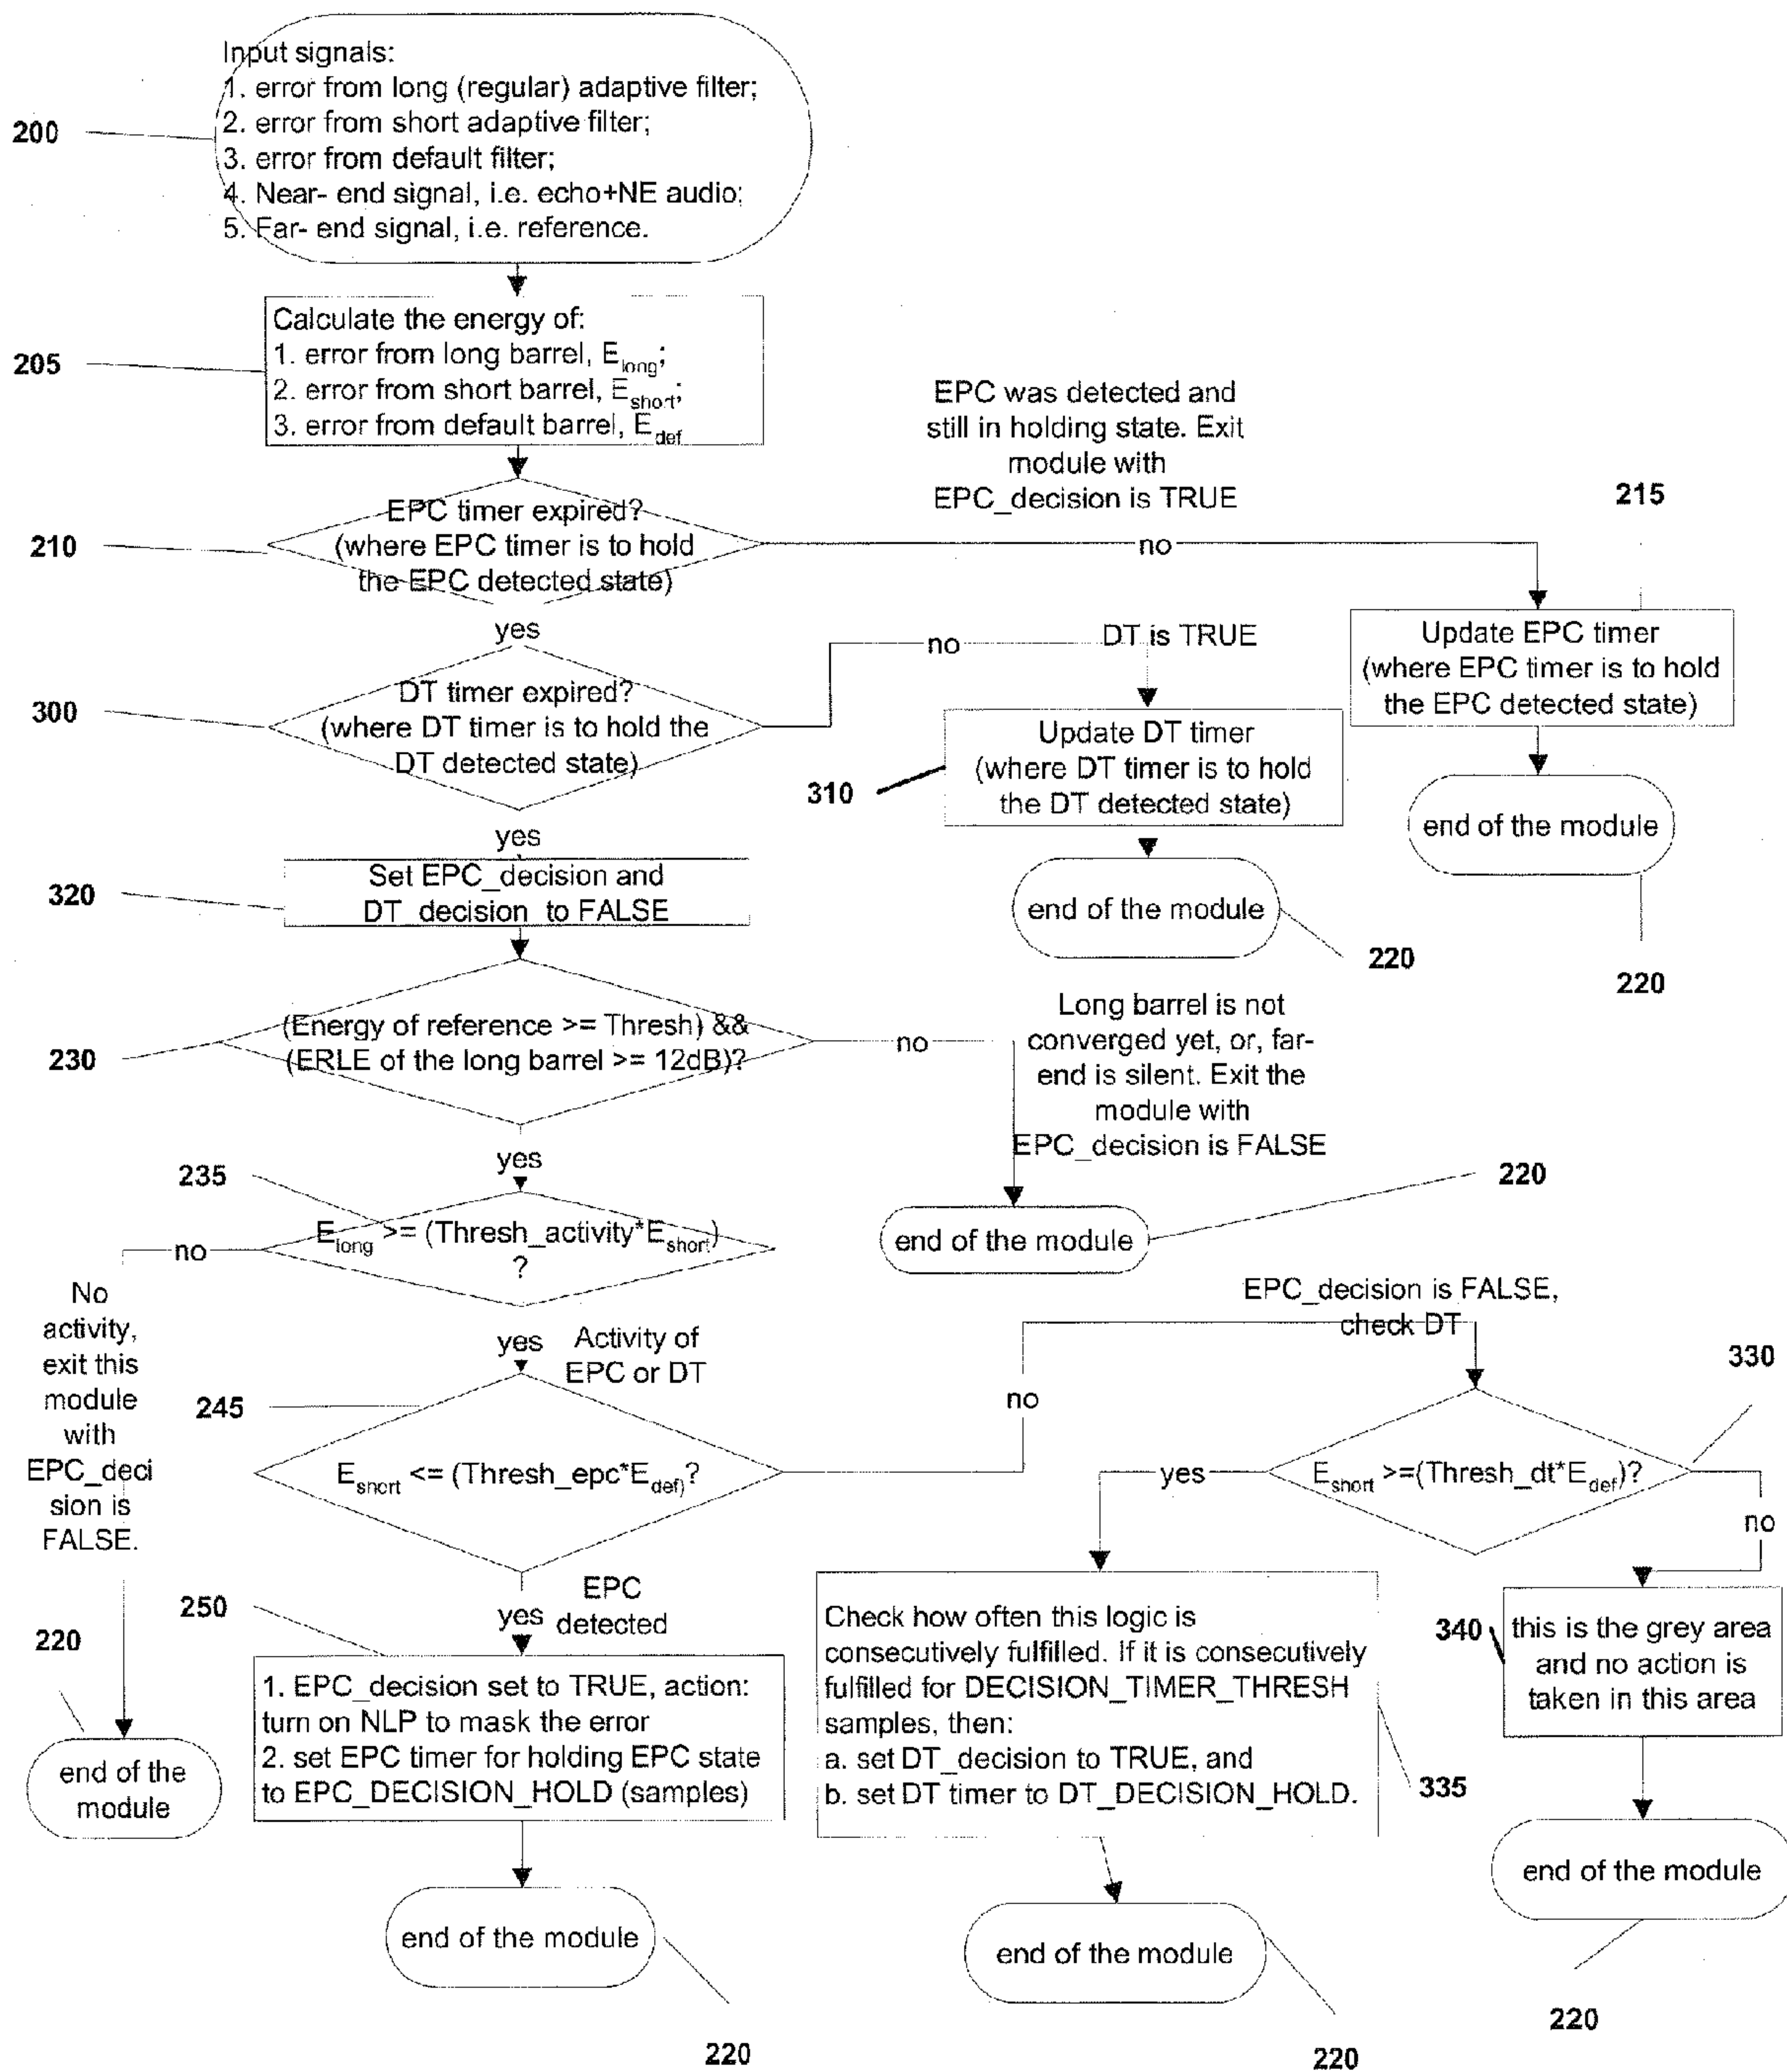 Input signals:
1. error from long (regular) adaptive filter;
200
2. error from short adaptive filter;
3. error from default filter;
4. Near- end signal, i.e. echo+NE audio;
5. Far- end signal, i.e. reference.
Calculate the energy of:
205
1. error from long barrel, E_long;
2. error from short barrel, E_short;
3. error from default barrel, E_def
EPC was detected and
still in holding state. Exit
module with
EPC_decision is TRUE
215
210
EPC timer expired?
(where EPC timer is to hold
the EPC detected state)
no
yes
Update EPC timer
(where EPC timer is to hold
the EPC detected state)
end of the module
220
300
DT timer expired?
(where DT timer is to hold the
DT detected state)
no
DT is TRUE
310
Update DT timer
(where DT timer is to hold
the DT detected state)
end of the module
220
yes
320
Set EPC_decision and
DT_decision to FALSE
230
(Energy of reference >= Thresh) &&
(ERLE of the long barrel >= 12dB)?
no
Long barrel is not
converged yet, or, far-
end is silent. Exit the
module with
EPC_decision is FALSE
220
end of the module
yes
235
E_long >= (Thresh_activity*E_short)
?
no
No
activity,
exit this
module
with
EPC_deci
sion is
FALSE.
220
end of the
module
yes
Activity of
EPC or DT
245
E_short <= (Thresh_epc*E_def)?
no
EPC_decision is FALSE,
check DT
330
E_short >=(Thresh_dt*E_def)?
yes
no
EPC
detected
yes
250
1. EPC_decision set to TRUE, action:
turn on NLP to mask the error
2. set EPC timer for holding EPC state
to EPC_DECISION_HOLD (samples)
end of the module
220
Check how often this logic is
consecutively fulfilled. If it is consecutively
fulfilled for DECISION_TIMER_THRESH
samples, then:
a. set DT_decision to TRUE, and
b. set DT timer to DT_DECISION_HOLD.
335
end of the module
220
340
this is the grey area
and no action is
taken in this area
end of the module
220